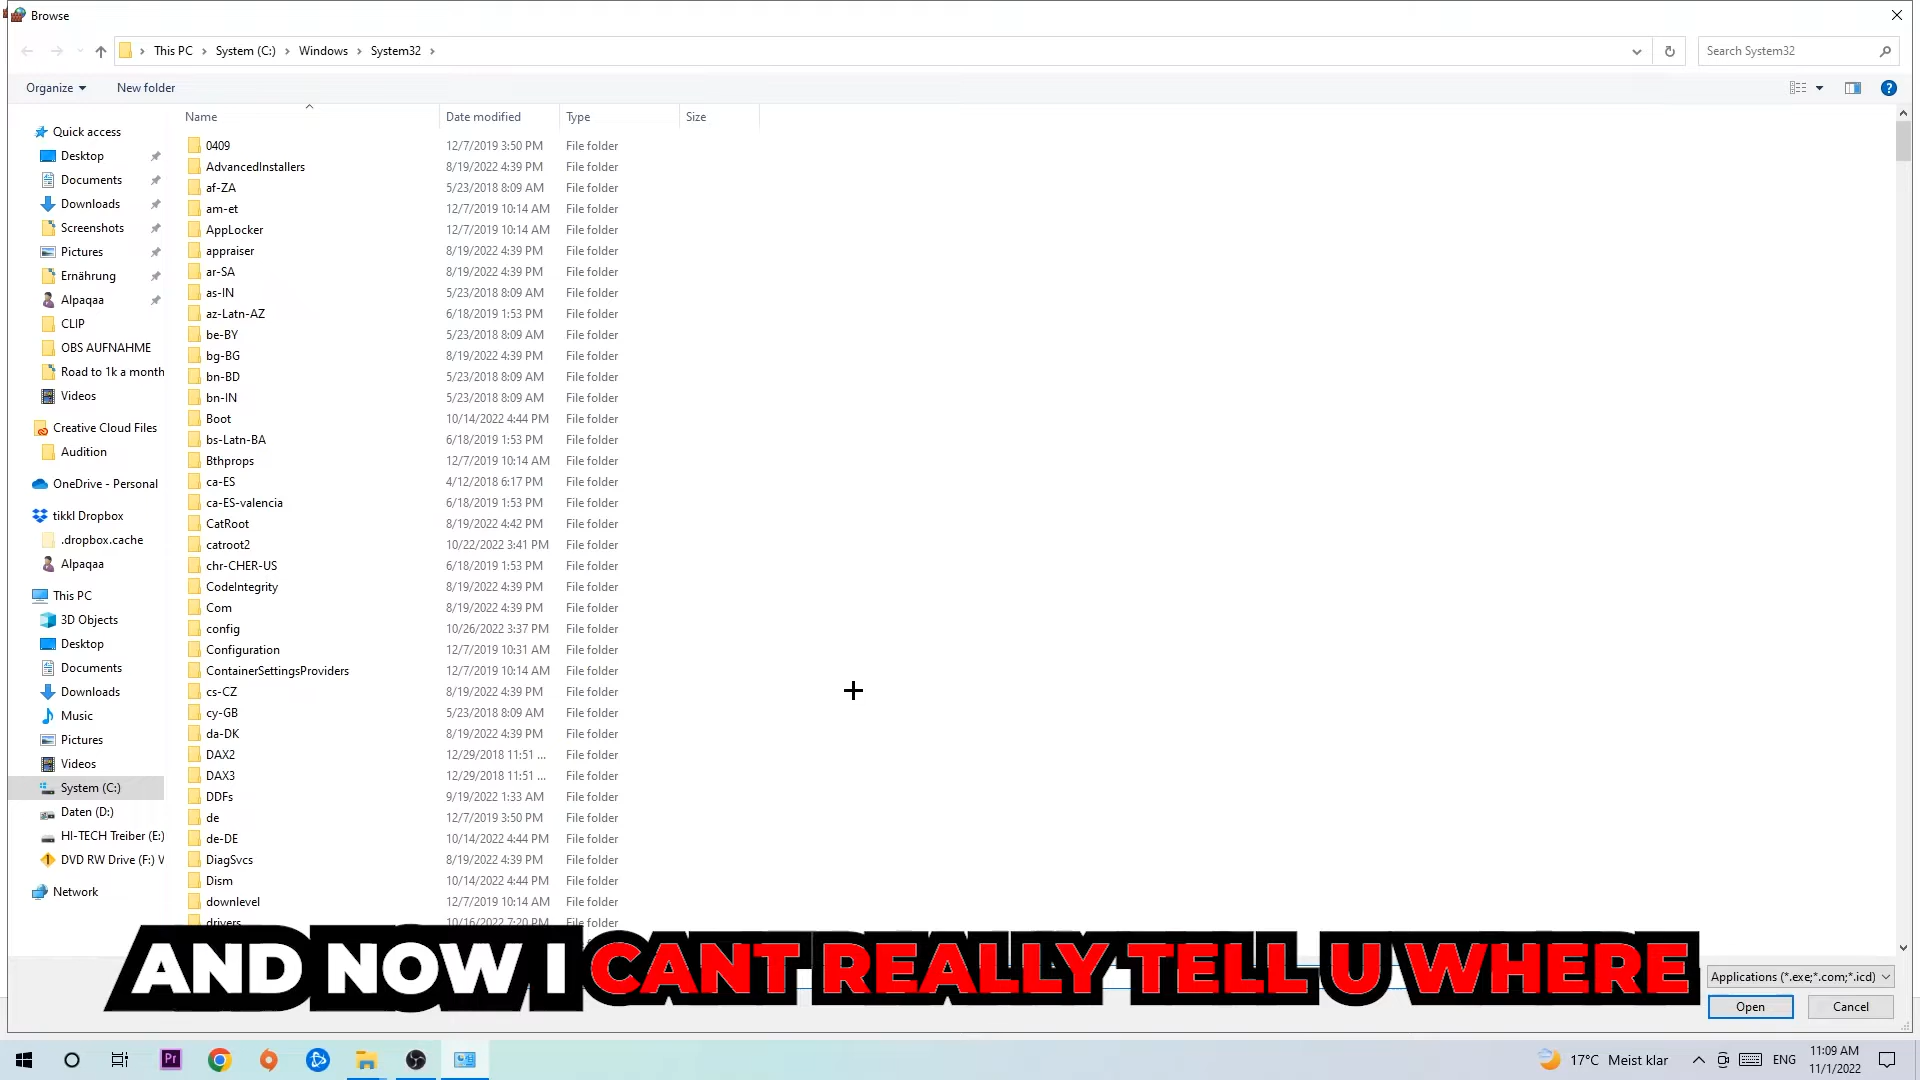 Browse
This PC
System (C:)
Windows
System32
Search System32
Organize
New folder
Name
Date modified
Type
Size
Quick access
Desktop
Documents
Downloads
Screenshots
Pictures
Ernährung
Alpaqaa
CLIP
OBS AUFNAHME
Road to 1k a month
Videos
Creative Cloud Files
Audition
OneDrive - Personal
tikkl Dropbox
.dropbox.cache
Alpaqaa
This PC
3D Objects
Desktop
Documents
Downloads
Music
Pictures
Videos
System (C:)
Daten (D:)
HI-TECH Treiber (E:)
DVD RW Drive (F:) V
Network
0409 12/7/2019 3:50 PM File folder
AdvancedInstallers 8/19/2022 4:39 PM File folder
af-ZA 5/23/2018 8:09 AM File folder
am-et 12/7/2019 10:14 AM File folder
AppLocker 12/7/2019 10:14 AM File folder
appraiser 8/19/2022 4:39 PM File folder
ar-SA 8/19/2022 4:39 PM File folder
as-IN 5/23/2018 8:09 AM File folder
az-Latn-AZ 6/18/2019 1:53 PM File folder
be-BY 5/23/2018 8:09 AM File folder
bg-BG 8/19/2022 4:39 PM File folder
bn-BD 5/23/2018 8:09 AM File folder
bn-IN 5/23/2018 8:09 AM File folder
Boot 10/14/2022 4:44 PM File folder
bs-Latn-BA 6/18/2019 1:53 PM File folder
Bthprops 12/7/2019 10:14 AM File folder
ca-ES 4/12/2018 6:17 PM File folder
ca-ES-valencia 6/18/2019 1:53 PM File folder
CatRoot 8/19/2022 4:42 PM File folder
catroot2 10/22/2022 3:41 PM File folder
chr-CHER-US 6/18/2019 1:53 PM File folder
CodeIntegrity 8/19/2022 4:39 PM File folder
Com 8/19/2022 4:39 PM File folder
config 10/26/2022 3:37 PM File folder
Configuration 12/7/2019 10:31 AM File folder
ContainerSettingsProviders 12/7/2019 10:14 AM File folder
cs-CZ 8/19/2022 4:39 PM File folder
cy-GB 5/23/2018 8:09 AM File folder
da-DK 8/19/2022 4:39 PM File folder
DAX2 12/29/2018 11:51 ... File folder
DAX3 12/29/2018 11:51 ... File folder
DDFs 9/19/2022 1:33 AM File folder
de 12/7/2019 3:50 PM File folder
de-DE 10/14/2022 4:44 PM File folder
DiagSvcs 8/19/2022 4:39 PM File folder
Dism 10/14/2022 4:44 PM File folder
downlevel 12/7/2019 10:14 AM File folder
drivers 10/16/2022 7:20 PM File folder
AND NOW I CANT REALLY TELL U WHERE
Applications (*.exe;*.com;*.icd)
Open
Cancel
Pr
17°C Meist klar
ENG
11:09 AM
11/1/2022